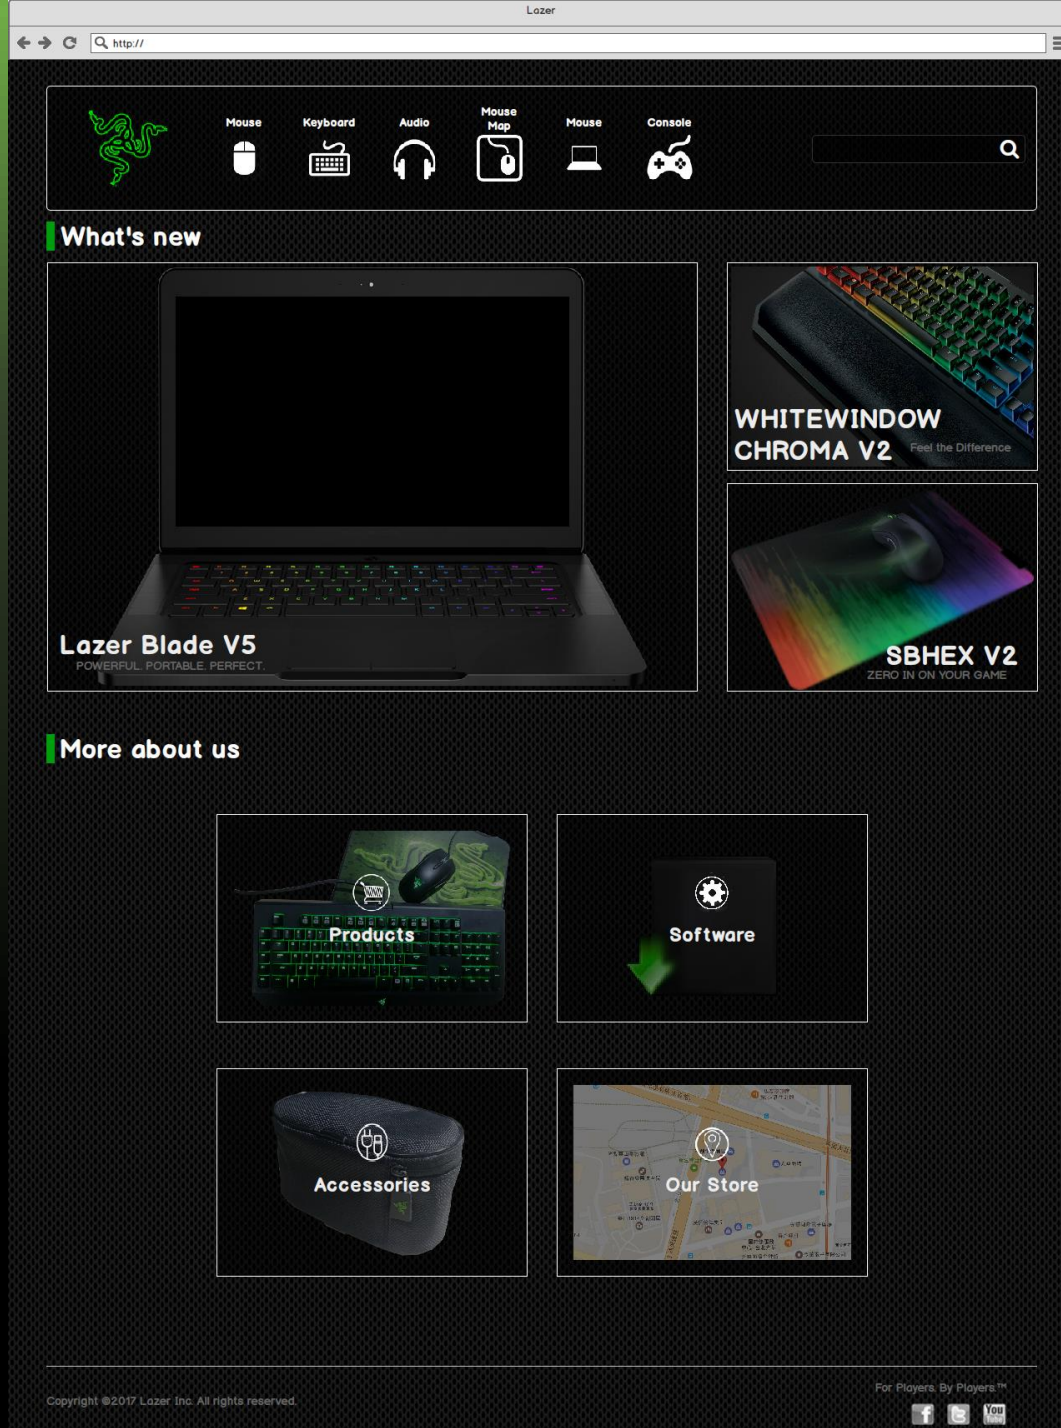 Lazer
http://
Mouse
Keyboard
Audio
Mouse
Map
Mouse
Console
What's new
WHITEWINDOW
CHROMA V2
Feel the Difference
Lazer Blade V5
POWERFUL. PORTABLE. PERFECT.
SBHEX V2
ZERO IN ON YOUR GAME
More about us
Products
Software
Accessories
Our Store
For Players. By Players.™
Copyright ©2017 Lazer Inc. All rights reserved.
You